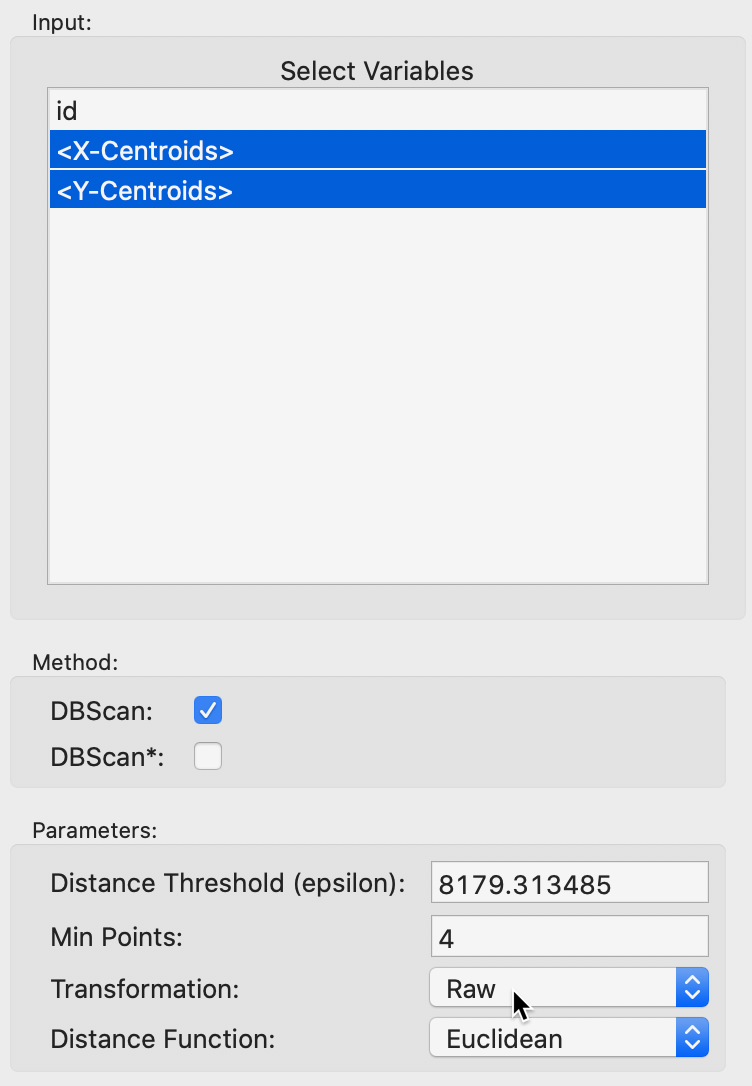 Input:
Select Variables
id
<X-Centroids>
<Y-Centroids>
Method:
DBScan:
DBScan*:
Parameters:
Distance Threshold (epsilon): 8179.313485
Min Points: 4
Transformation: Raw
Distance Function: Euclidean